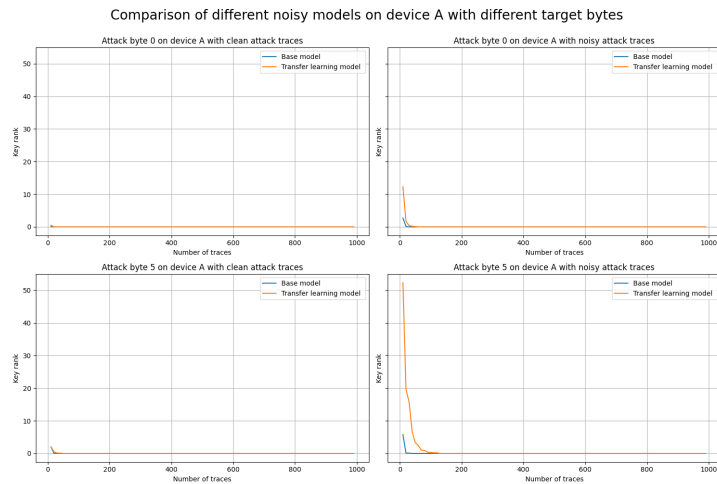 Comparison of different noisy models on device A with different target bytes
Attack byte 0 on device A with clean attack traces
Base model
Transfer learning model
50
40
30
20
10
0
Key rank
0 200 400 600 800 1000
Number of traces
Attack byte 0 on device A with noisy attack traces
Base model
Transfer learning model
Key rank
0 200 400 600 800 1000
Number of traces
Attack byte 5 on device A with clean attack traces
Base model
Transfer learning model
50
40
30
20
10
0
Key rank
0 200 400 600 800 1000
Number of traces
Attack byte 5 on device A with noisy attack traces
Base model
Transfer learning model
Key rank
0 200 400 600 800 1000
Number of traces